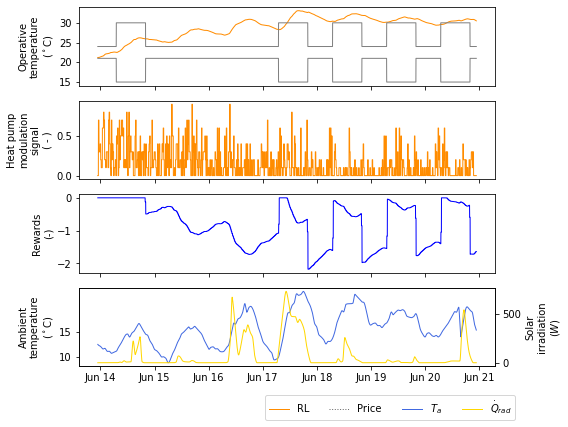 Operative
temperature
(°C)
30
25
20
15
Heat pump
modulation
signal
( - )
0.5
0.0
Rewards
(-)
0
−1
−2
Ambient
temperature
(°C)
15
10
500
0
Solar
irradiation
(W)
Jun 14 Jun 15 Jun 16 Jun 17 Jun 18 Jun 19 Jun 20 Jun 21
RL Price Tₐ Q̇rad